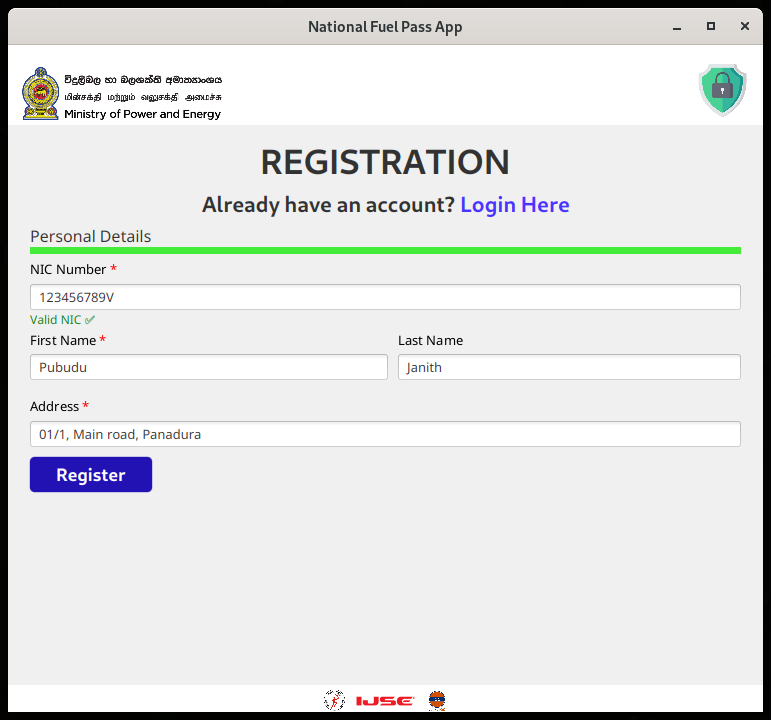 National Fuel Pass App
විදුලිබල හා බලශක්ති අමාත්‍යාංශය
மின்சக்தி மற்றும் வலுசக்தி அமைச்சு
Ministry of Power and Energy
REGISTRATION
Already have an account? Login Here
Personal Details
NIC Number *
123456789V
Valid NIC ✅
First Name * Last Name
Pubudu Janith
Address *
01/1, Main road, Panadura
Register
IJSE